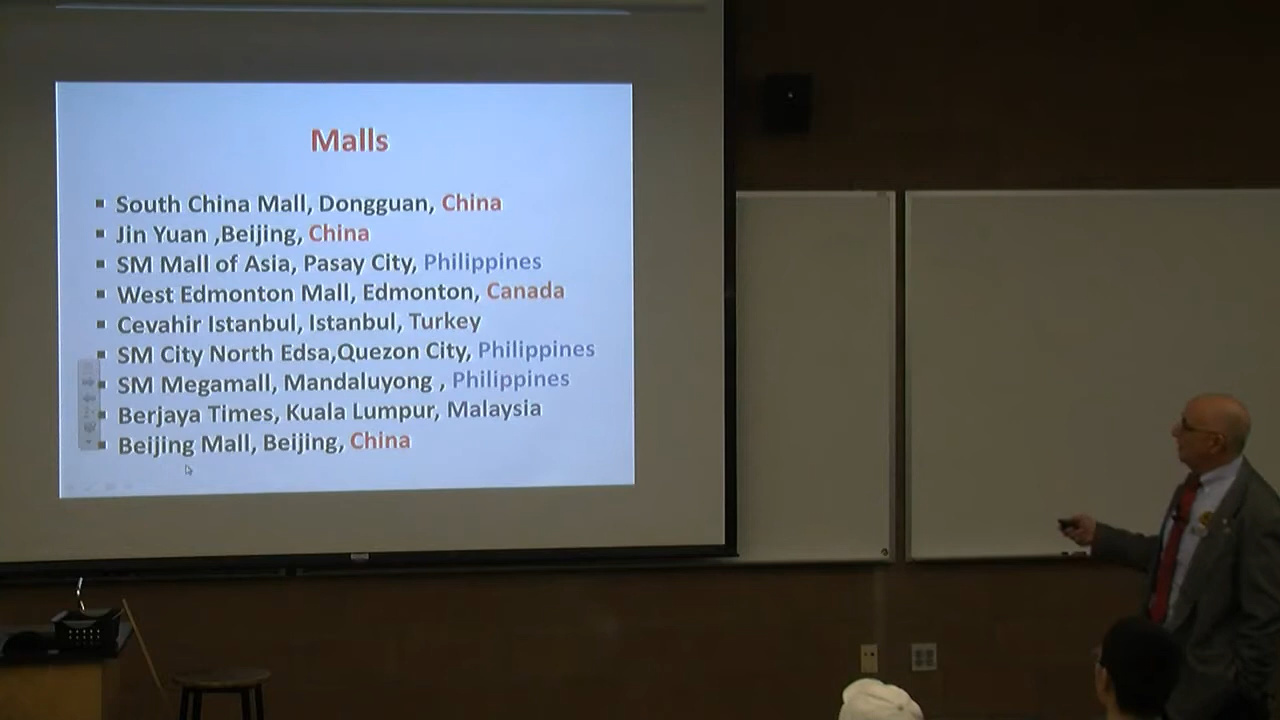 Malls
▪ South China Mall, Dongguan, China
▪ Jin Yuan ,Beijing, China
▪ SM Mall of Asia, Pasay City, Philippines
▪ West Edmonton Mall, Edmonton, Canada
▪ Cevahir Istanbul, Istanbul, Turkey
▪ SM City North Edsa,Quezon City, Philippines
▪ SM Megamall, Mandaluyong , Philippines
▪ Berjaya Times, Kuala Lumpur, Malaysia
▪ Beijing Mall, Beijing, China